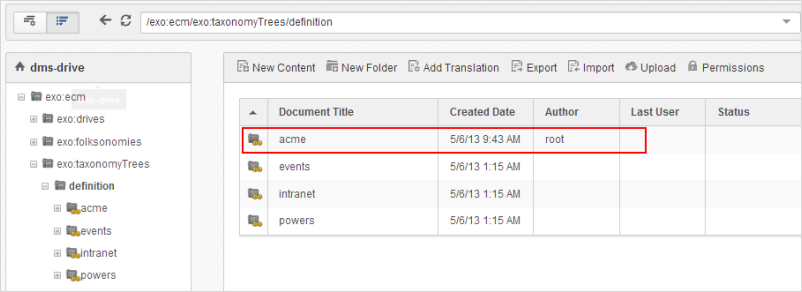 /exo:ecm/exo:taxonomyTrees/definition
dms-drive
New Content New Folder Add Translation Export Import Upload Permissions
exo:ecm
dms-drive
exo:drives
exo:folksonomies
exo:taxonomyTrees
definition
acme
events
intranet
powers
Document Title Created Date Author Last User Status
acme 5/6/13 9:43 AM root
events 5/6/13 1:15 AM
intranet 5/6/13 1:15 AM
powers 5/6/13 1:15 AM